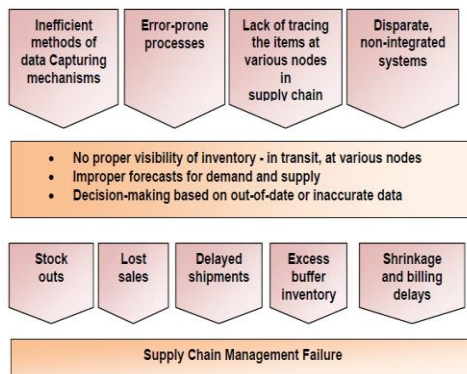 Inefficient
methods of
data Capturing
mechanisms
Error-prone
processes
Lack of tracing
the items at
various nodes
in
supply chain
Disparate,
non-integrated
systems
• No proper visibility of inventory - in transit, at various nodes
• Improper forecasts for demand and supply
• Decision-making based on out-of-date or inaccurate data
Stock
outs
Lost
sales
Delayed
shipments
Excess
buffer
inventory
Shrinkage
and billing
delays
Supply Chain Management Failure